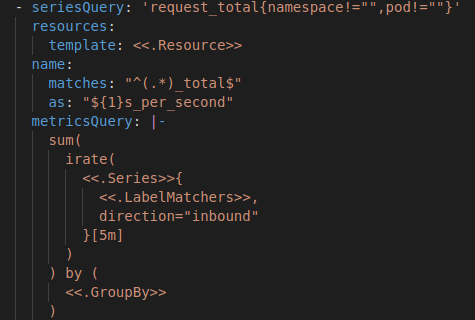 - seriesQuery: 'request_total{namespace!="",pod!=""}'
resources:
template: <<.Resource>>
name:
matches: "^(.*)_total$"
as: "${1}s_per_second"
metricsQuery: |-
sum(
irate(
<<.Series>>{
<<.LabelMatchers>>,
direction="inbound"
}[5m]
)
) by (
<<.GroupBy>>
)